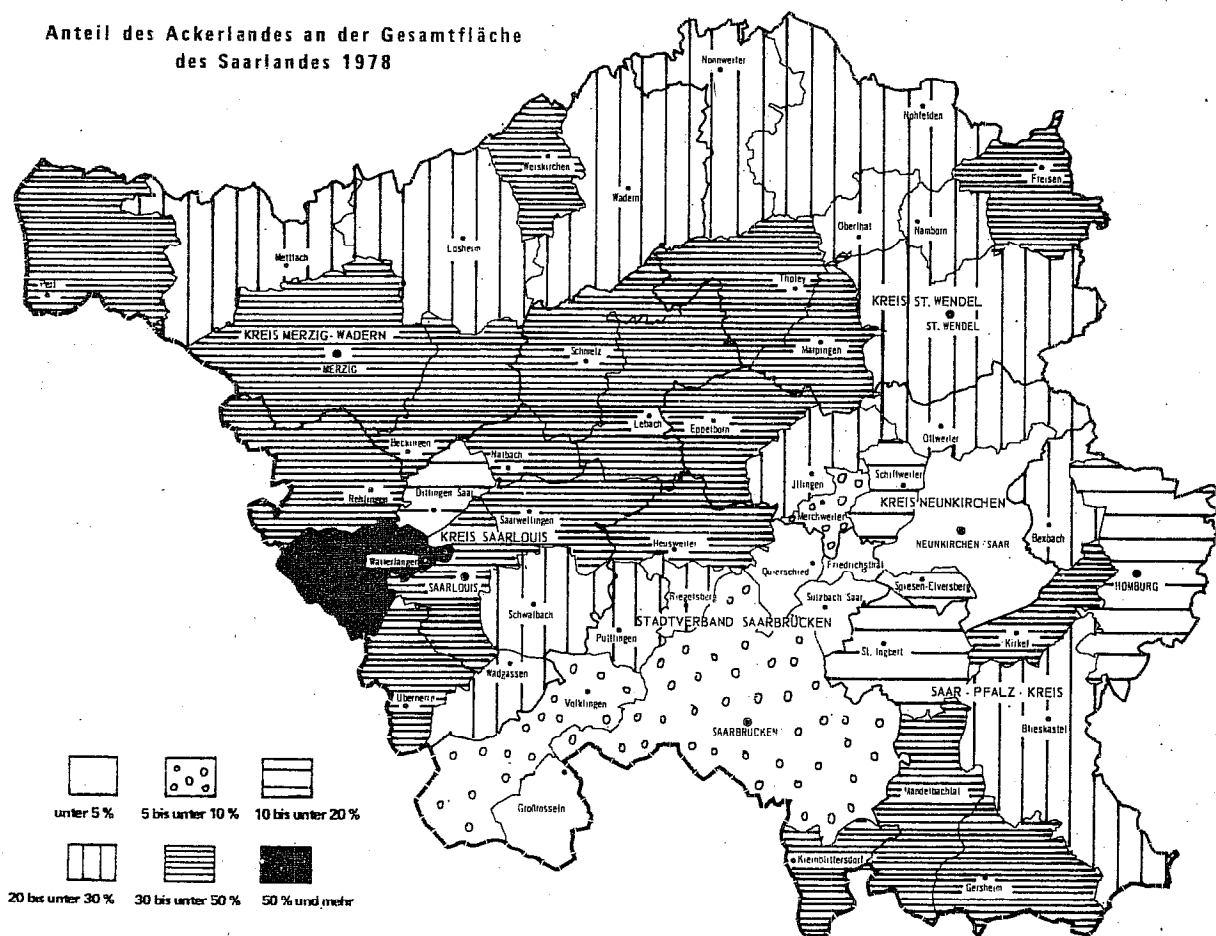 Anteil des Ackerlandes an der Gesamtfläche
des Saarlandes 1978
Nonnweiler
Nohfelden
Weiskirchen
Freisen
Wadern
Oberthal
Namborn
Losheim
Mettlach
Tholey
Perl
KREIS ST. WENDEL
ST. WENDEL
KREIS MERZIG-WADERN
MERZIG
Schmelz
Marpingen
Lebach
Eppelborn
Ottweiler
Beckingen
Nalbach
Schiffweiler
Illingen
Rehlingen
Dillingen Saar
Merchweiler
KREIS NEUNKIRCHEN
Saarwellingen
KREIS SAARLOUIS
NEUNKIRCHEN-SAAR
Bexbach
Heusweiler
Wallerfangen
Quierschied
Friedrichsthal
SAARLOUIS
Spiesen-Elversberg
HOMBURG
Riegelsberg
Sulzbach Saar
Schwalbach
STADTVERBAND SAARBRÜCKEN
Püttlingen
Kirkel
St. Ingbert
Wadgassen
SAAR-PFALZ-KREIS
Überherrn
Völklingen
SAARBRÜCKEN
Blieskastel
Mandelbachtal
Großrosseln
Kleinblittersdorf
Gersheim
unter 5 %
5 bis unter 10 %
10 bis unter 20 %
20 bis unter 30 %
30 bis unter 50 %
50 % und mehr